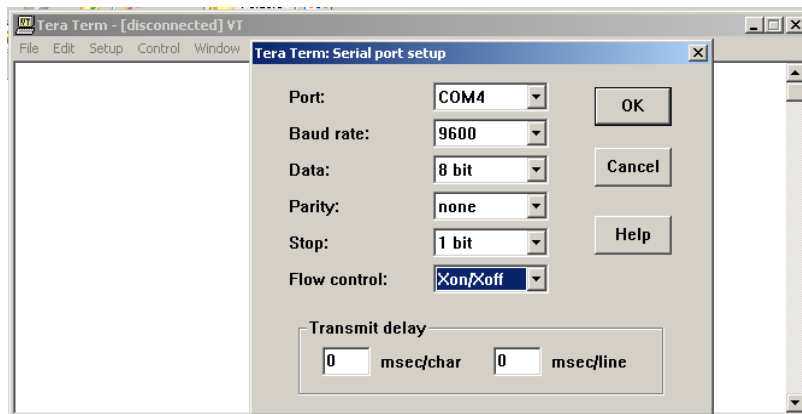 Tera Term - [disconnected] VT
File Edit Setup Control Window
Tera Term: Serial port setup
Port: COM4 OK
Baud rate: 9600
Data: 8 bit Cancel
Parity: none
Stop: 1 bit Help
Flow control: Xon/Xoff
Transmit delay
0 msec/char 0 msec/line